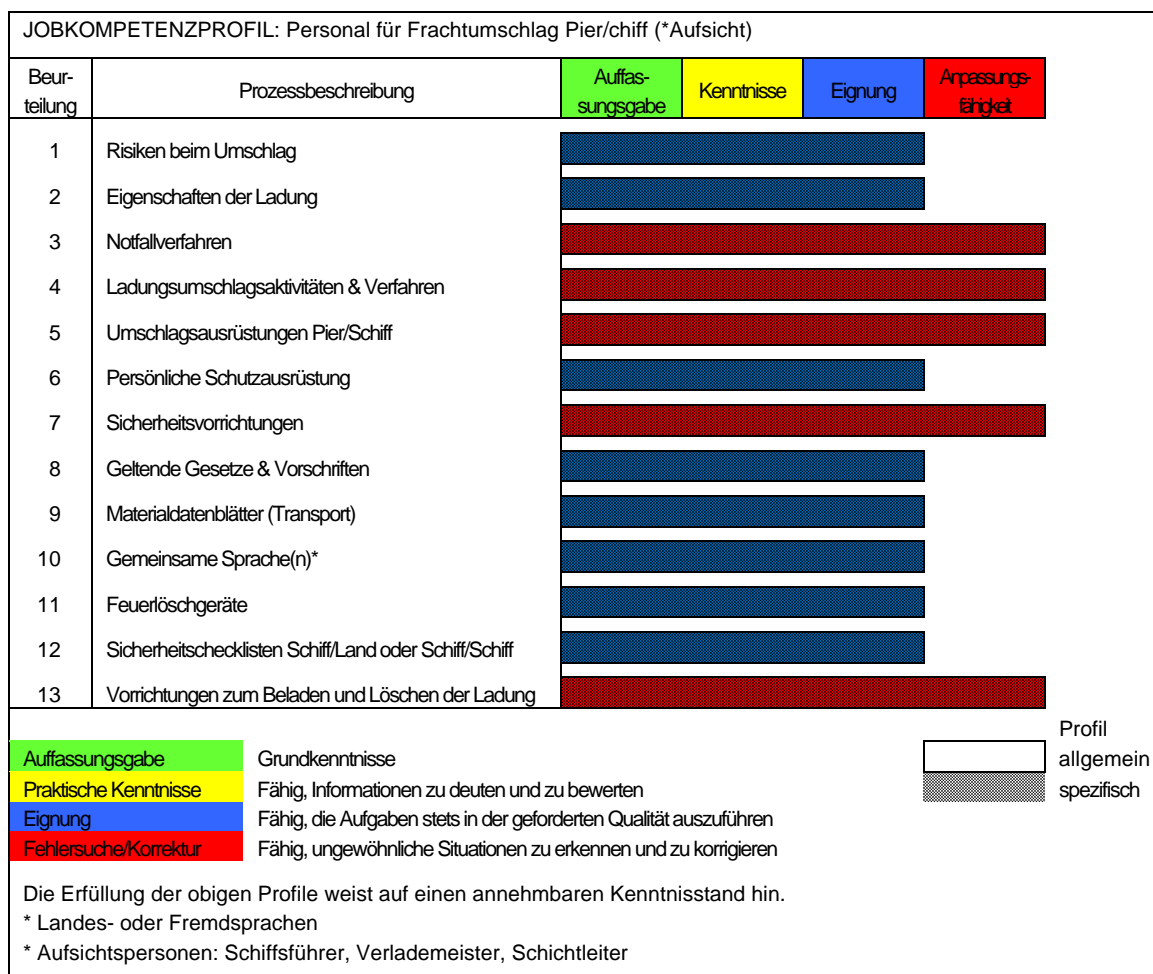 JOBKOMPETENZPROFIL: Personal für Frachtumschlag Pier/chiff (*Aufsicht)
Beur-
teilung
Prozessbeschreibung
Auffas-
sungsgabe
Kenntnisse
Eignung
Anpassungs-
fähigkeit
1 Risiken beim Umschlag
2 Eigenschaften der Ladung
3 Notfallverfahren
4 Ladungsumschlagsaktivitäten & Verfahren
5 Umschlagsausrüstungen Pier/Schiff
6 Persönliche Schutzausrüstung
7 Sicherheitsvorrichtungen
8 Geltende Gesetze & Vorschriften
9 Materialdatenblätter (Transport)
10 Gemeinsame Sprache(n)*
11 Feuerlöschgeräte
12 Sicherheitschecklisten Schiff/Land oder Schiff/Schiff
13 Vorrichtungen zum Beladen und Löschen der Ladung
Profil
Auffassungsgabe Grundkenntnisse allgemein
Praktische Kenntnisse Fähig, Informationen zu deuten und zu bewerten spezifisch
Eignung Fähig, die Aufgaben stets in der geforderten Qualität auszuführen
Fehlersuche/Korrektur Fähig, ungewöhnliche Situationen zu erkennen und zu korrigieren
Die Erfüllung der obigen Profile weist auf einen annehmbaren Kenntnisstand hin.
* Landes- oder Fremdsprachen
* Aufsichtspersonen: Schiffsführer, Verlademeister, Schichtleiter